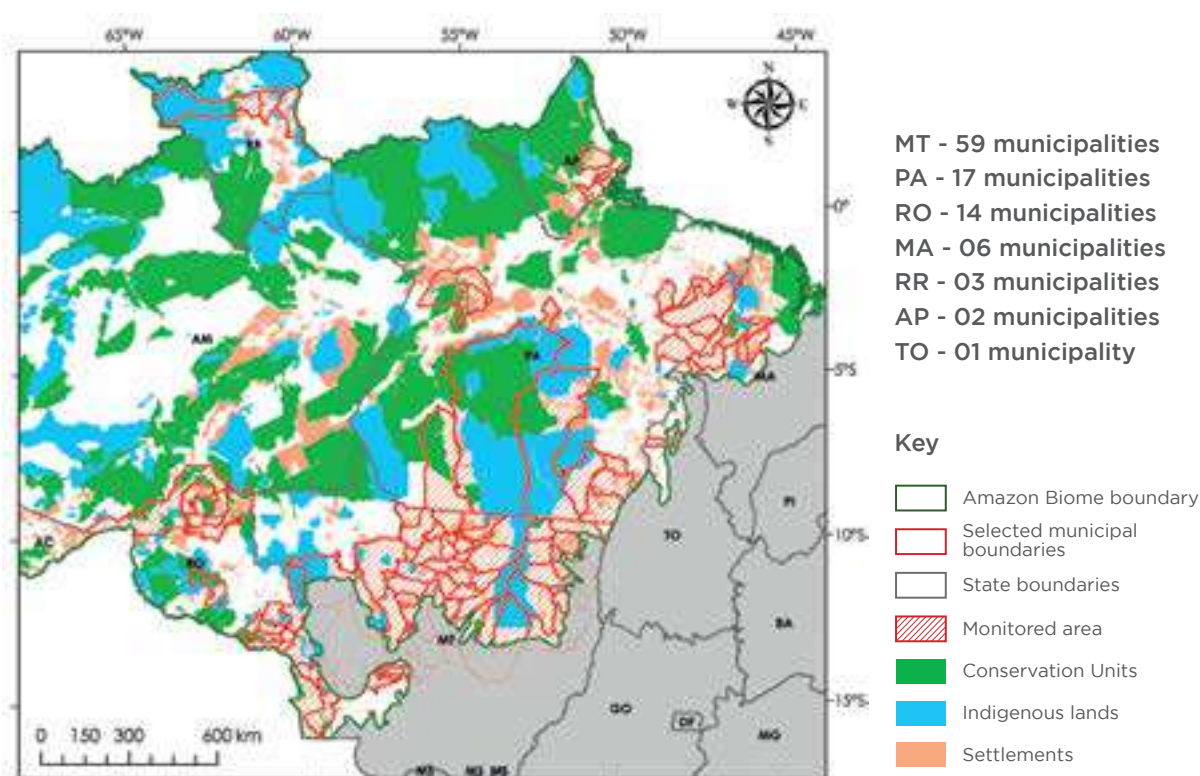 65°W 60°W 55°W 50°W 45°W
N
W E
S
RR
AP
0°
AM
PA
5°S
MA
PI
AC
TO
10°S
RO
BA
MT
15°S
GO
DF
MG
0 150 300 600 km
MS
MT - 59 municipalities
PA - 17 municipalities
RO - 14 municipalities
MA - 06 municipalities
RR - 03 municipalities
AP - 02 municipalities
TO - 01 municipality
Key
Amazon Biome boundary
Selected municipal
boundaries
State boundaries
Monitored area
Conservation Units
Indigenous lands
Settlements